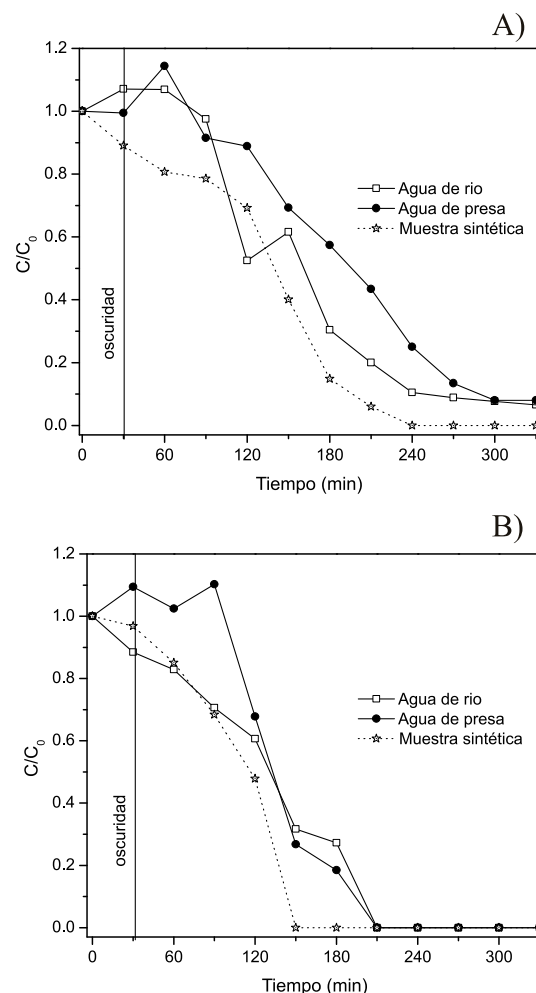 A)
1.2
1.0
0.8
0.6
0.4
0.2
0.0
C/C0
oscuridad
Agua de rio
Agua de presa
Muestra sintética
0 60 120 180 240 300
Tiempo (min)
B)
1.2
1.0
0.8
0.6
0.4
0.2
0.0
C/C0
oscuridad
Agua de rio
Agua de presa
Muestra sintética
0 60 120 180 240 300
Tiempo (min)